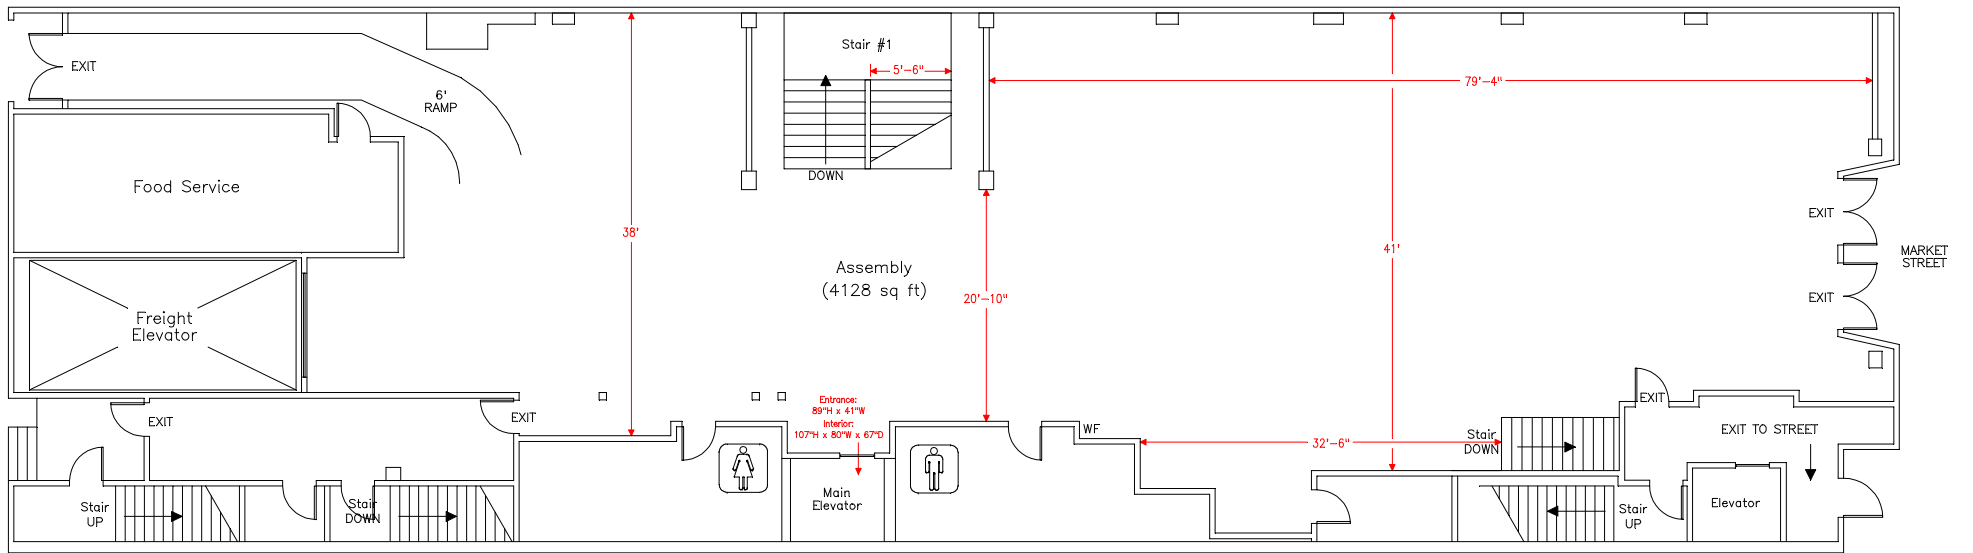 Stair #1
5'-6"
EXIT
79'-4"
6'
RAMP
DOWN
Food Service
EXIT
38'
41'
MARKET
STREET
Assembly
(4128 sq ft)
20'-10"
EXIT
Freight
Elevator
Entrance:
89"H x 41"W
Interior:
107"H x 80"W x 67"D
EXIT
EXIT
EXIT
WF
32'-6"
Stair
DOWN
EXIT TO STREET
Main
Elevator
Stair
UP
Stair
DOWN
Stair
UP
Elevator